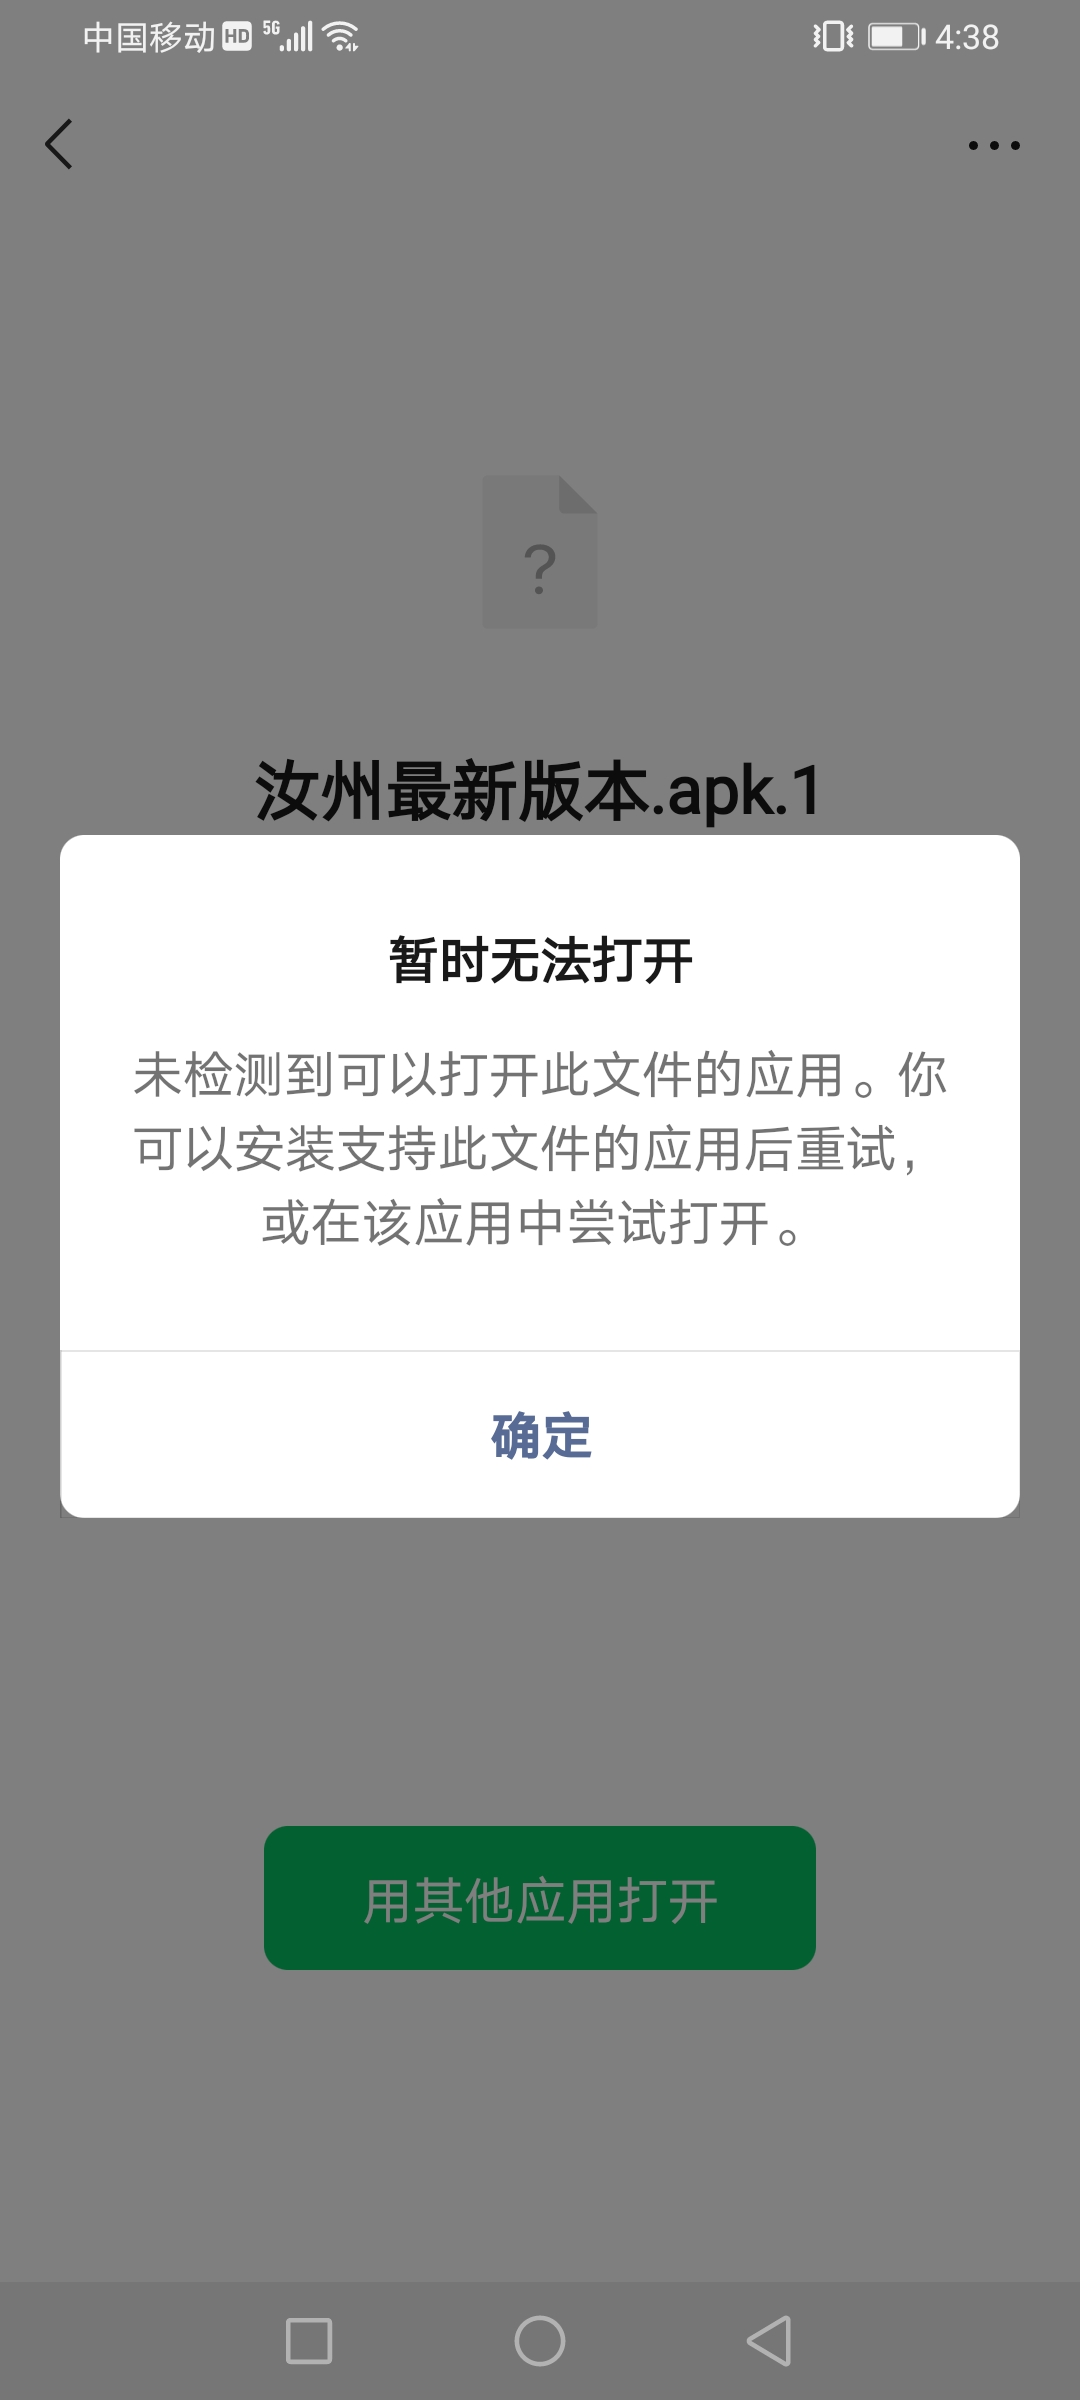 中国移动 HD 5G 4:38
?
汝州最新版本.apk.1
暂时无法打开
未检测到可以打开此文件的应用。你
可以安装支持此文件的应用后重试，
或在该应用中尝试打开。
确定
用其他应用打开